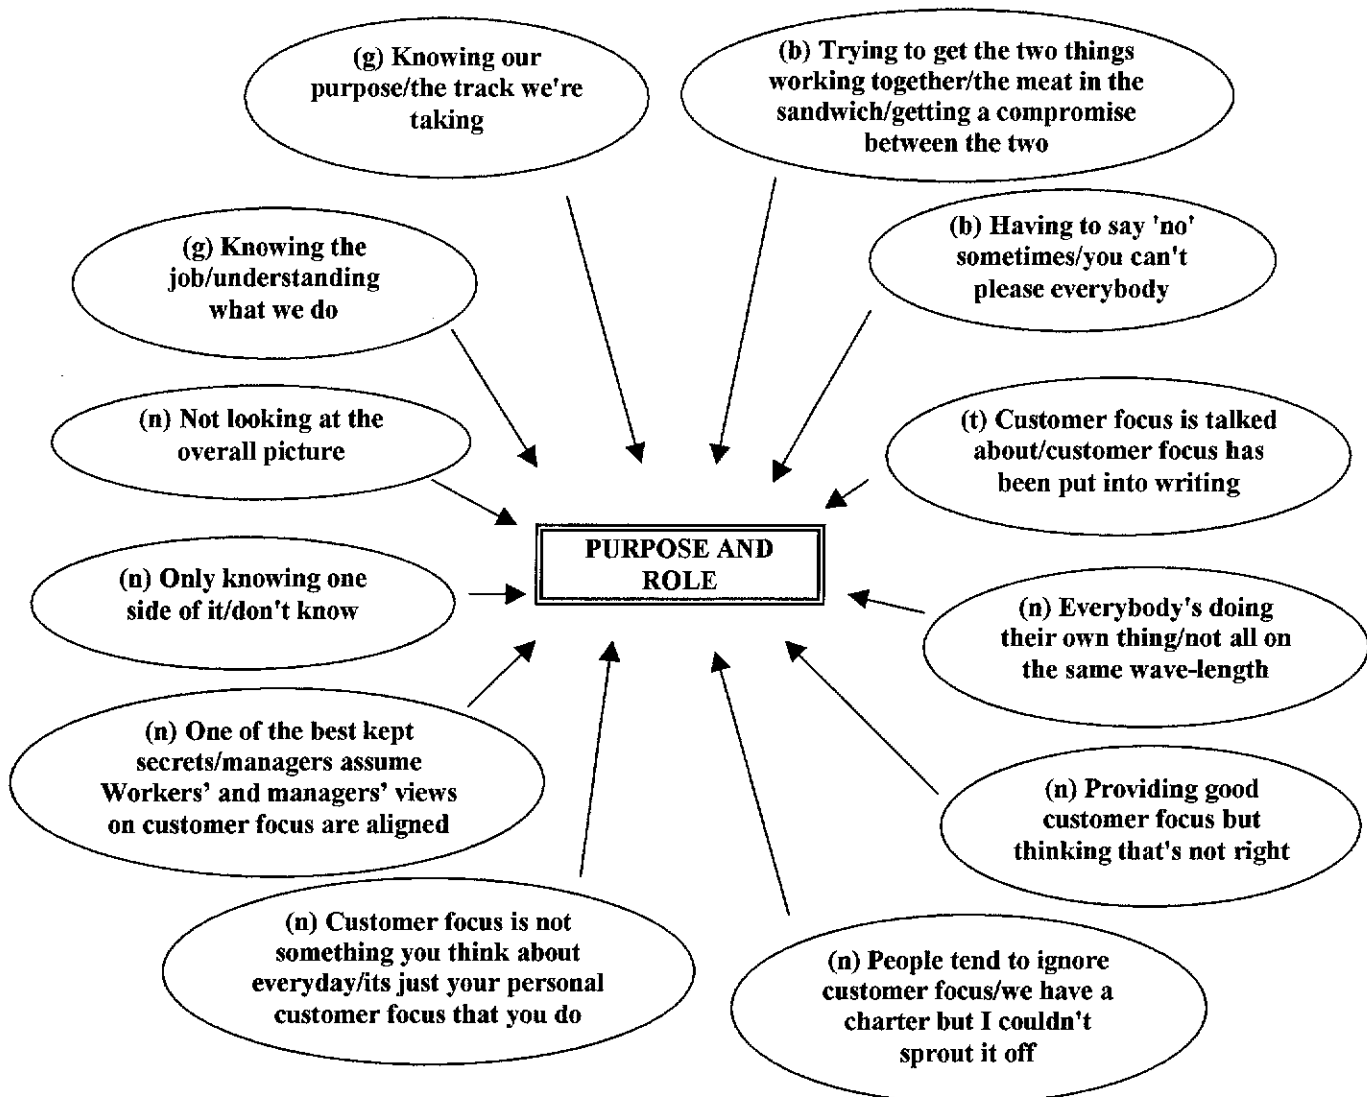 (g) Knowing our
purpose/the track we're
taking
(b) Trying to get the two things
working together/the meat in the
sandwich/getting a compromise
between the two
(g) Knowing the
job/understanding
what we do
(b) Having to say 'no'
sometimes/you can't
please everybody
(n) Not looking at the
overall picture
(t) Customer focus is talked
about/customer focus has
been put into writing
PURPOSE AND
ROLE
(n) Only knowing one
side of it/don't know
(n) Everybody's doing
their own thing/not all on
the same wave-length
(n) One of the best kept
secrets/managers assume
Workers' and managers' views
on customer focus are aligned
(n) Providing good
customer focus but
thinking that's not right
(n) Customer focus is not
something you think about
everyday/its just your personal
customer focus that you do
(n) People tend to ignore
customer focus/we have a
charter but I couldn't
sprout it off